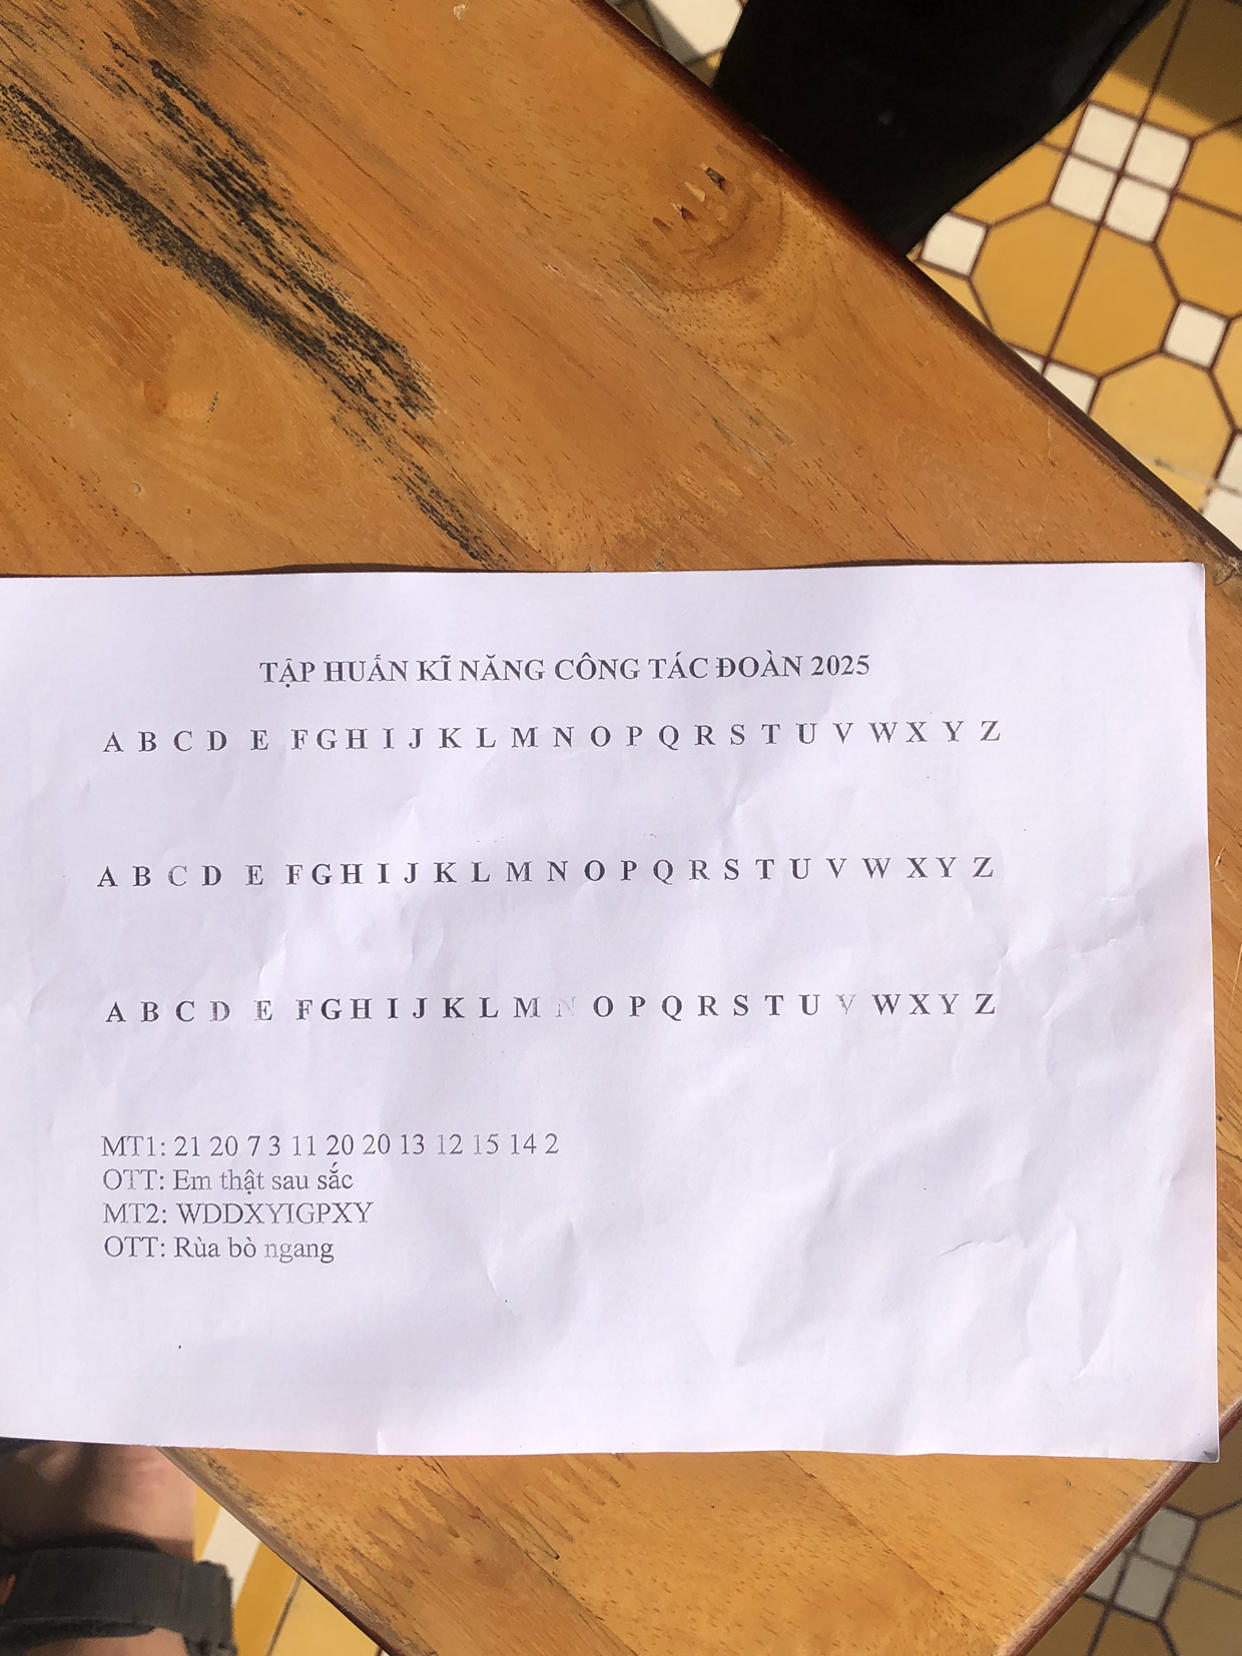 TẬP HUẤN KĨ NĂNG CÔNG TÁC ĐOÀN 2025
A B C D E F G H I J K L M N O P Q R S T U V W X Y Z
A B C D E F G H I J K L M N O P Q R S T U V W X Y Z
A B C D E F G H I J K L M N O P Q R S T U V W X Y Z
MT1: 21 20 7 3 11 20 20 13 12 15 14 2
OTT: Em thật sau sắc
MT2: WDDXYIGPXY
OTT: Rùa bò ngang